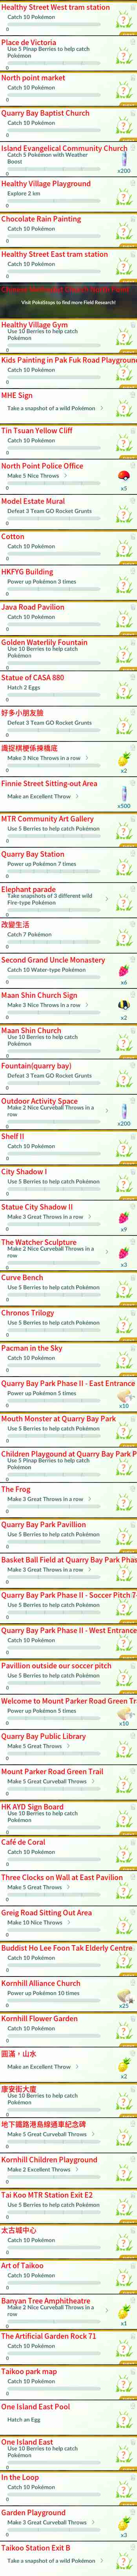 Healthy Street West tram station
Catch 10 Pokémon
0
Place de Victoria
Use 5 Pinap Berries to help catch
Pokémon
0
North point market
Catch 10 Pokémon
0
Quarry Bay Baptist Church
Catch 10 Pokémon
0
Island Evangelical Community Church
Catch 5 Pokémon with Weather
Boost
x200
0
Healthy Village Playground
Explore 2 km
0
Chocolate Rain Painting
Catch 10 Pokémon
0
Healthy Street East tram station
Catch 10 Pokémon
0
Visit PokéStops to find more Field Research!
Healthy Village Gym
Use 10 Berries to help catch
Pokémon
0
Kids Painting in Pak Fuk Road Playground
Catch 10 Pokémon
0
MHE Sign
Take a snapshot of a wild Pokémon
0
Tin Tsuan Yellow Cliff
Catch 10 Pokémon
0
North Point Police Office
Make 5 Nice Throws
x5
0
Model Estate Mural
Defeat 3 Team GO Rocket Grunts
0
Cotton
Catch 10 Pokémon
0
HKFYG Building
Power up Pokémon 3 times
0
Java Road Pavilion
Catch 10 Pokémon
0
Golden Waterlily Fountain
Use 10 Berries to help catch
Pokémon
0
Statue of CASA 880
Hatch 2 Eggs
0
好多小朋友臉
Defeat 3 Team GO Rocket Grunts
0
識捉棋梗係揀橋底
Make 3 Nice Throws in a row
x2
0
Finnie Street Sitting-out Area
Make an Excellent Throw
x500
0
MTR Community Art Gallery
Use 5 Berries to help catch Pokémon
0
Quarry Bay Station
Power up Pokémon 7 times
0
Elephant parade
Take snapshots of 3 different wild
Fire-type Pokémon
0
改變生活
Catch 7 Pokémon
0
Second Grand Uncle Monastery
Catch 10 Water-type Pokémon
x6
0
Maan Shin Church Sign
Make 3 Nice Throws in a row
x2
0
Maan Shin Church
Use 10 Berries to help catch
Pokémon
0
Fountain(quarry bay)
Defeat 3 Team GO Rocket Grunts
0
Outdoor Activity Space
Make 2 Nice Curveball Throws in a
row
x200
0
Shelf II
Catch 10 Pokémon
0
City Shadow I
Use 5 Berries to help catch Pokémon
0
Statue City Shadow II
Make 3 Great Throws in a row
x9
0
The Watcher Sculpture
Make 2 Nice Curveball Throws in a
row
x3
0
Curve Bench
Use 5 Berries to help catch Pokémon
0
Chronos Trilogy
Use 5 Berries to help catch Pokémon
0
Pacman in the Sky
Catch 10 Pokémon
0
Quarry Bay Park Phase II - East Entrance
Power up Pokémon 5 times
x10
0
Mouth Monster at Quarry Bay Park
Use 5 Berries to help catch Pokémon
0
Children Playgound at Quarry Bay Park P
Use 5 Pinap Berries to help catch
Pokémon
0
The Frog
Make 3 Great Throws in a row
0
Quarry Bay Park Pavillion
Use 5 Berries to help catch Pokémon
0
Basket Ball Field at Quarry Bay Park Phas
Make 3 Great Throws in a row
0
Quarry Bay Park Phase II - Soccer Pitch 7-
Use 5 Berries to help catch Pokémon
0
Quarry Bay Park Phase II - West Entrance
Catch 10 Pokémon
0
Pavillion outside our soccer pitch
Use 5 Berries to help catch Pokémon
0
Welcome to Mount Parker Road Green Tr
Power up Pokémon 5 times
x10
0
Quarry Bay Public Library
Make 5 Great Throws
0
Mount Parker Road Green Trail
Make 5 Great Curveball Throws
0
HK AYD Sign Board
Use 10 Berries to help catch
Pokémon
0
Café de Coral
Catch 10 Pokémon
0
Three Clocks on Wall at East Pavilion
Make 5 Great Throws
0
Greig Road Sitting Out Area
Make 10 Nice Throws
0
Buddist Ho Lee Foon Tak Elderly Centre
Catch 10 Pokémon
0
Kornhill Alliance Church
Power up Pokémon 10 times
x25
0
Kornhill Flower Garden
Catch 10 Pokémon
0
圓滿，山水
Make an Excellent Throw
x2
0
康安街大廈
Use 10 Berries to help catch
Pokémon
0
地下鐵路港島線通車紀念碑
Make 5 Great Curveball Throws
0
Kornhill Children Playground
Make 2 Excellent Throws
0
Tai Koo MTR Station Exit E2
Use 5 Berries to help catch Pokémon
0
太古城中心
Catch 10 Pokémon
0
Art of Taikoo
Catch 10 Pokémon
0
Banyan Tree Amphitheatre
Make 2 Nice Curveball Throws in a
row
x1
0
The Artificial Garden Rock 71
Catch 10 Pokémon
0
Taikoo park map
Catch 10 Pokémon
0
One Island East Pool
Hatch an Egg
0
One Island East
Use 10 Berries to help catch
Pokémon
0
In the Loop
Catch 10 Pokémon
0
Garden Playground
Make 3 Great Curveball Throws
x3
0
Taikoo Station Exit B
Take a snapshot of a wild Pokémon